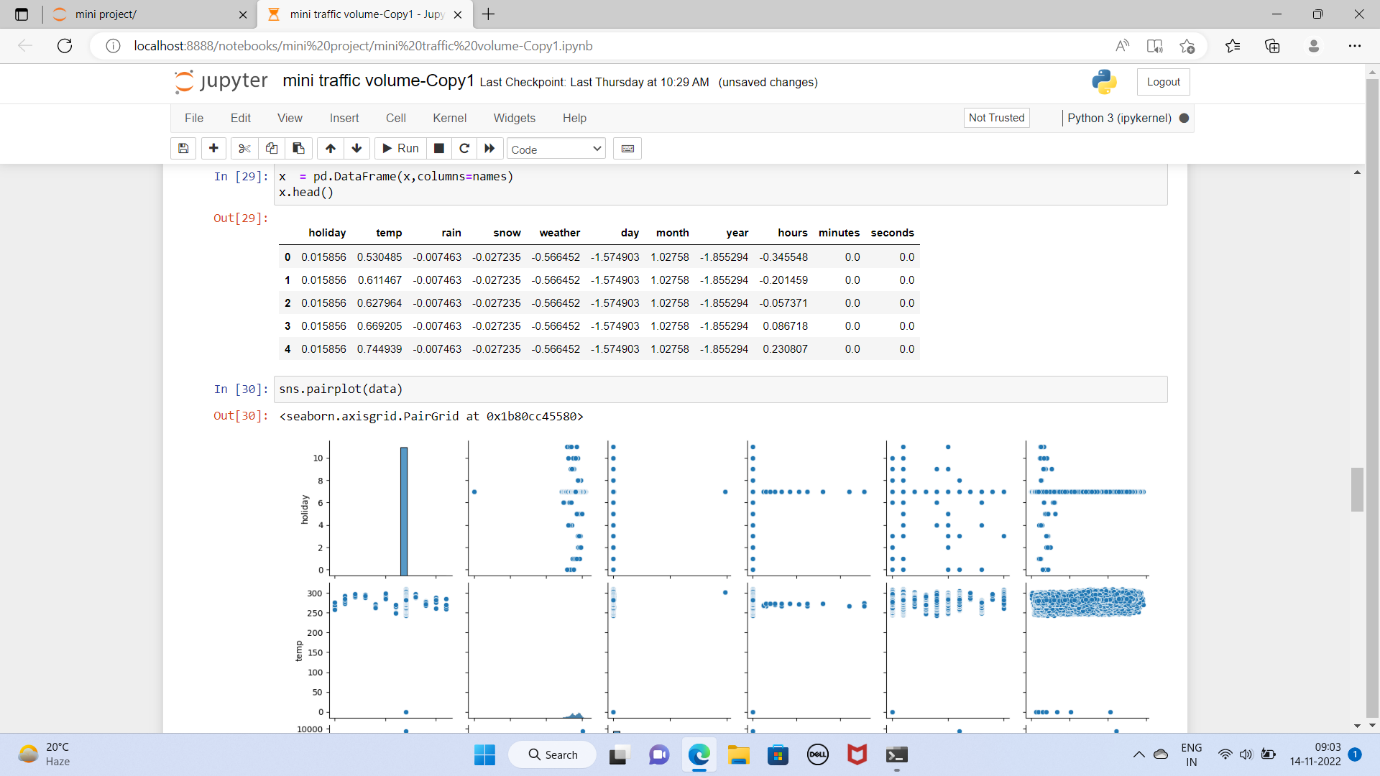 mini project/
mini traffic volume-Copy1 - Jupy
localhost:8888/notebooks/mini%20project/mini%20traffic%20volume-Copy1.ipynb
jupyter mini traffic volume-Copy1 Last Checkpoint: Last Thursday at 10:29 AM (unsaved changes)
Logout
File Edit View Insert Cell Kernel Widgets Help Not Trusted Python 3 (ipykernel)
Run Code
In [29]: x = pd.DataFrame(x,columns=names)
x.head()
Out[29]:
holiday temp rain snow weather day month year hours minutes seconds
0 0.015856 0.530485 -0.007463 -0.027235 -0.566452 -1.574903 1.02758 -1.855294 -0.345548 0.0 0.0
1 0.015856 0.611467 -0.007463 -0.027235 -0.566452 -1.574903 1.02758 -1.855294 -0.201459 0.0 0.0
2 0.015856 0.627964 -0.007463 -0.027235 -0.566452 -1.574903 1.02758 -1.855294 -0.057371 0.0 0.0
3 0.015856 0.669205 -0.007463 -0.027235 -0.566452 -1.574903 1.02758 -1.855294 0.086718 0.0 0.0
4 0.015856 0.744939 -0.007463 -0.027235 -0.566452 -1.574903 1.02758 -1.855294 0.230807 0.0 0.0
In [30]: sns.pairplot(data)
Out[30]: <seaborn.axisgrid.PairGrid at 0x1b80cc45580>
10
8
6
4
2
0
holiday
300
250
200
150
100
50
0
temp
10000
20°C
Haze
Search
DELL
ENG
IN
09:03
14-11-2022
1